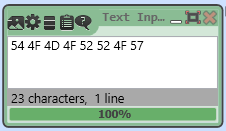 Text Inp...
54 4F 4D 4F 52 52 4F 57
23 characters, 1 line
100%